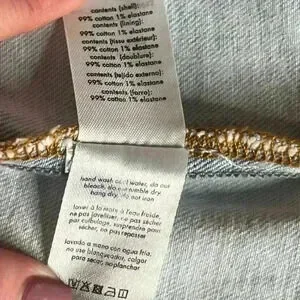 contents (shell):
99% cotton 1% elastane
contents (lining):
99% cotton 1% elastane
contents (tissu extérieur):
99% cotton 1% elastane
contents (doublure):
99% cotton 1% elastane
contents (tejido externo):
99% cotton 1% elastane
contents (forro):
99% cotton 1% elastane
hand wash cold water, do not
bleach, do not tumble dry,
hang dry, do not iron
laver à la main à l'eau froide,
ne pas javeliser, ne pas sécher
par culbutage, suspendre pour
sécher, ne pas repasser
lavado a mano con agua fria,
no use blanqueador, colgar
para secar, no planchar